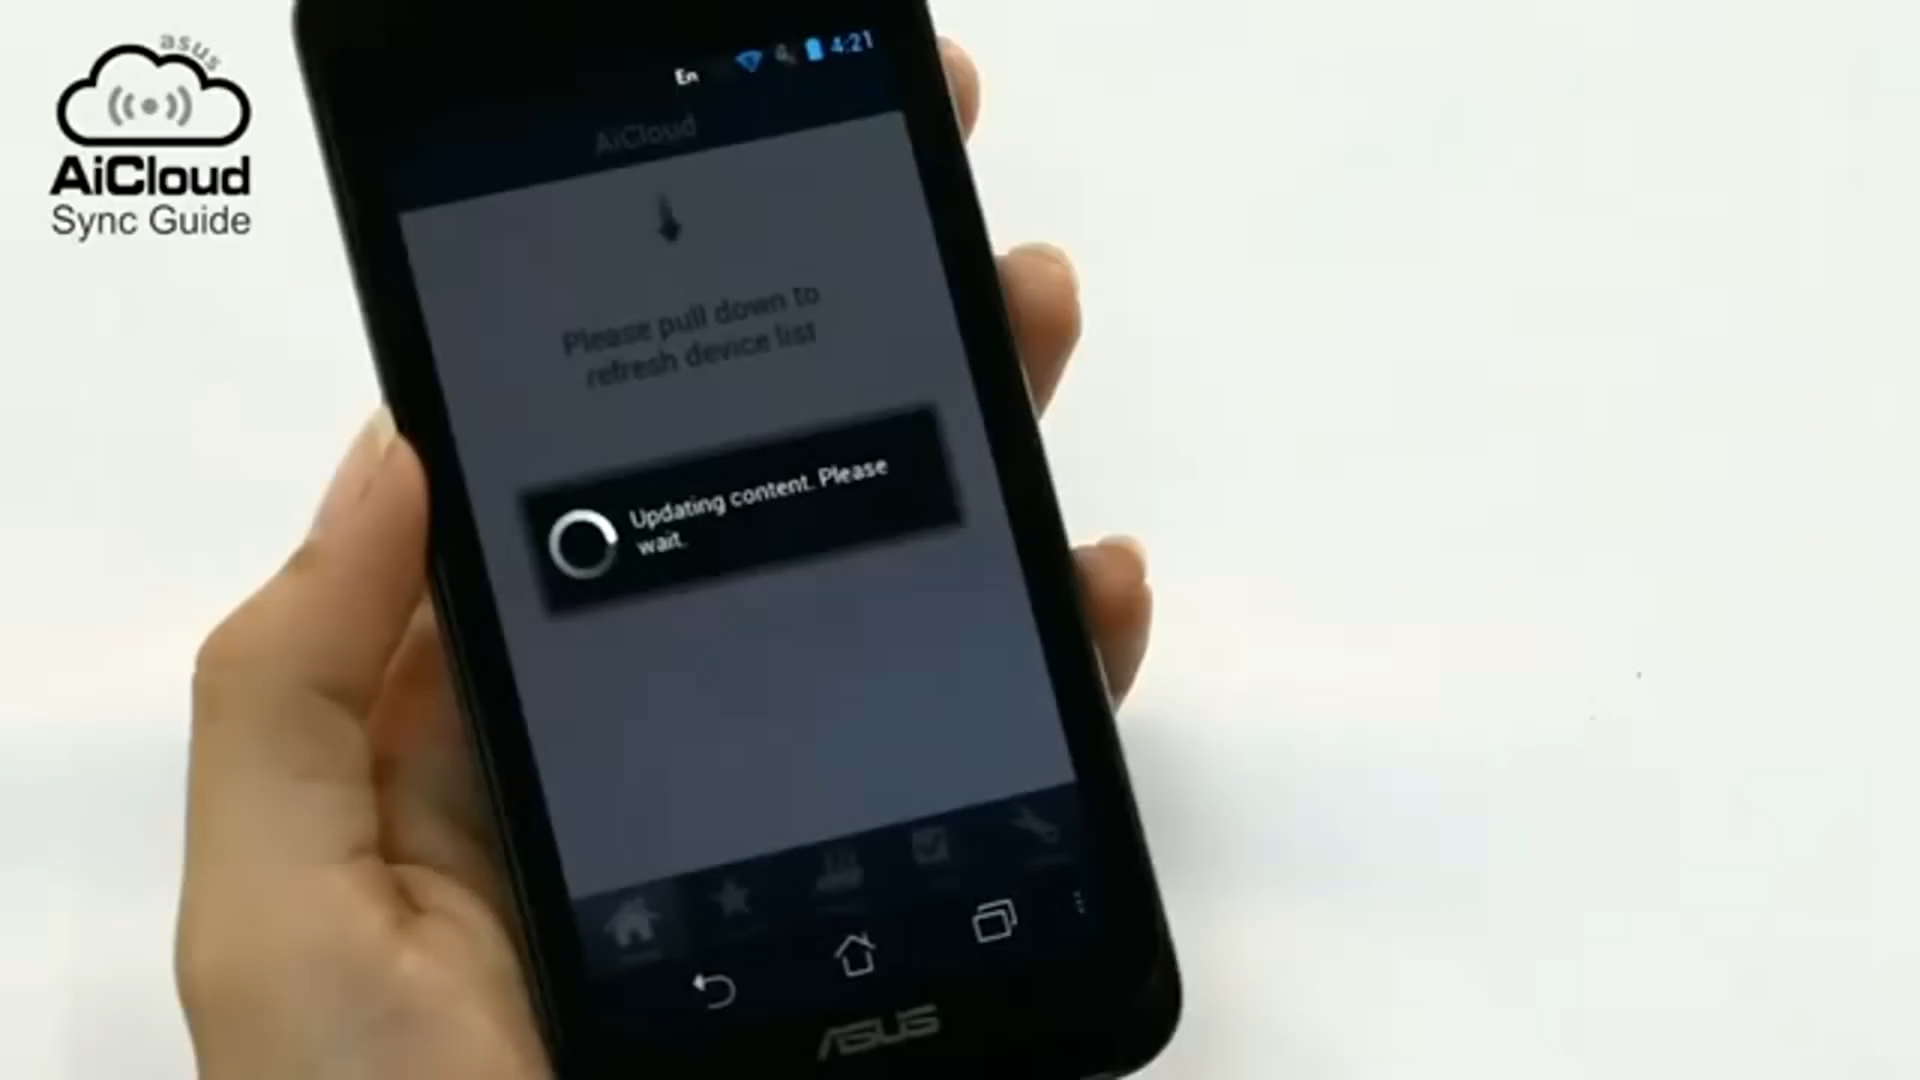 asus
AiCloud
Sync Guide
En
4:21
AiCloud
Please pull down to
refresh device list
Updating content. Please
wait.
ASUS